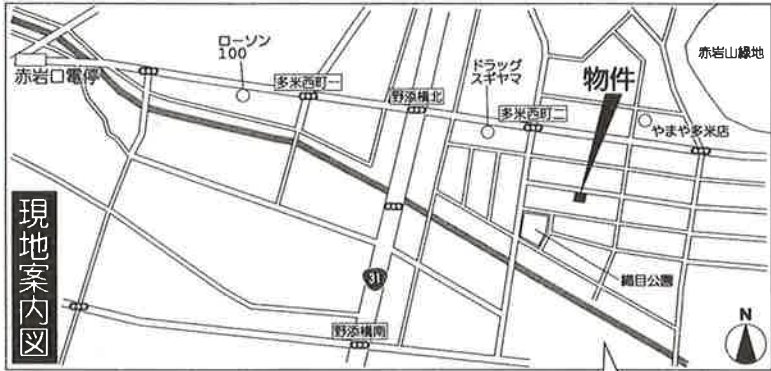 赤岩山緑地
ローソン
100
ドラッグ
スギヤマ
物件
赤岩口電停
多米西町一
野添橋北
多米西町二
やまや多米店
現地案内図
31
縄目公園
野添橋南
N